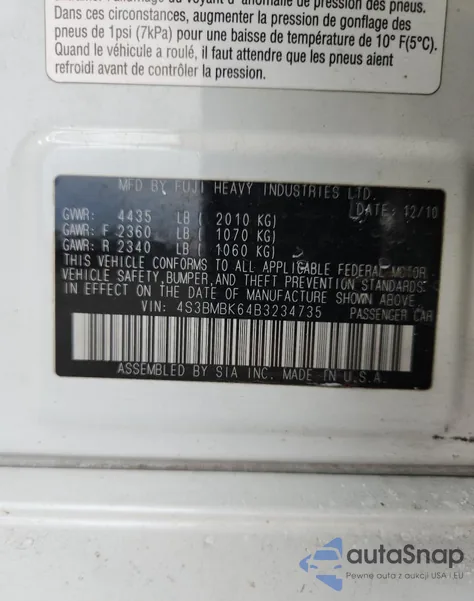 de pression des pneus.
Dans ces circonstances, augmenter la pression de gonflage
des pneus de 1psi (7kPa) pour une baisse de température de 10° F(5°C).
Quand le véhicule a roulé, il faut attendre que les pneus aient
refroidi avant de contrôler la pression.
MFD BY FUJI HEAVY INDUSTRIES LTD.
DATE: 12/10
GVWR: 4435 LB ( 2010 KG)
GAWR: F 2360 LB ( 1070 KG)
GAWR: R 2340 LB ( 1060 KG)
THIS VEHICLE CONFORMS TO ALL APPLICABLE FEDERAL MOTOR
VEHICLE SAFETY,BUMPER,AND THEFT PREVENTION STANDARDS
IN EFFECT ON THE DATE OF MANUFACTURE SHOWN ABOVE.
VIN: 4S3BMBK64B3234735 PASSENGER CAR
ASSEMBLED BY SIA INC. MADE IN U.S.A.
autoSnap
Pewne auta z aukcji USA i EU